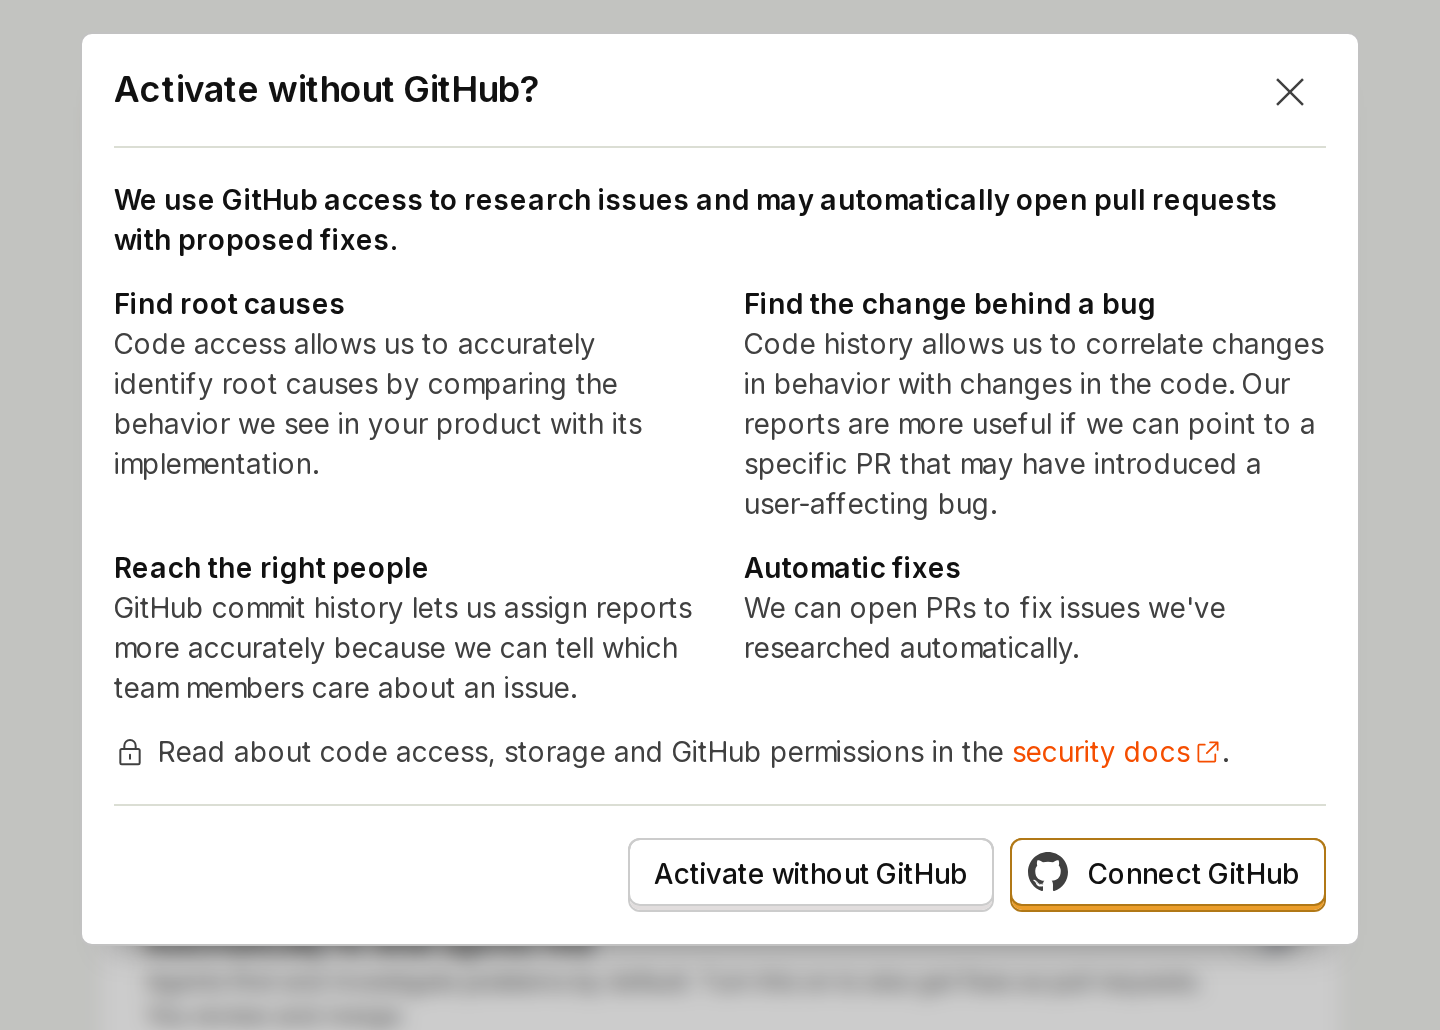 Activate without GitHub?
We use GitHub access to research issues and may automatically open pull requests
with proposed fixes.
Find root causes
Code access allows us to accurately
identify root causes by comparing the
behavior we see in your product with its
implementation.
Find the change behind a bug
Code history allows us to correlate changes
in behavior with changes in the code. Our
reports are more useful if we can point to a
specific PR that may have introduced a
user-affecting bug.
Reach the right people
GitHub commit history lets us assign reports
more accurately because we can tell which
team members care about an issue.
Automatic fixes
We can open PRs to fix issues we've
researched automatically.
Read about code access, storage and GitHub permissions in the security docs.
Activate without GitHub
Connect GitHub